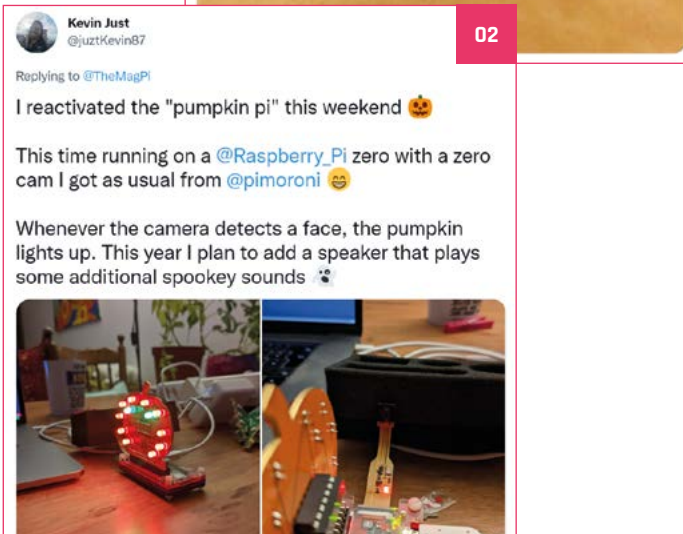 02
Kevin Just
@juztKevin87
Replying to @TheMagPi
I reactivated the "pumpkin pi" this weekend 🎃
This time running on a @Raspberry_Pi zero with a zero
cam I got as usual from @pimoroni 😁
Whenever the camera detects a face, the pumpkin
lights up. This year I plan to add a speaker that plays
some additional spookey sounds 👻